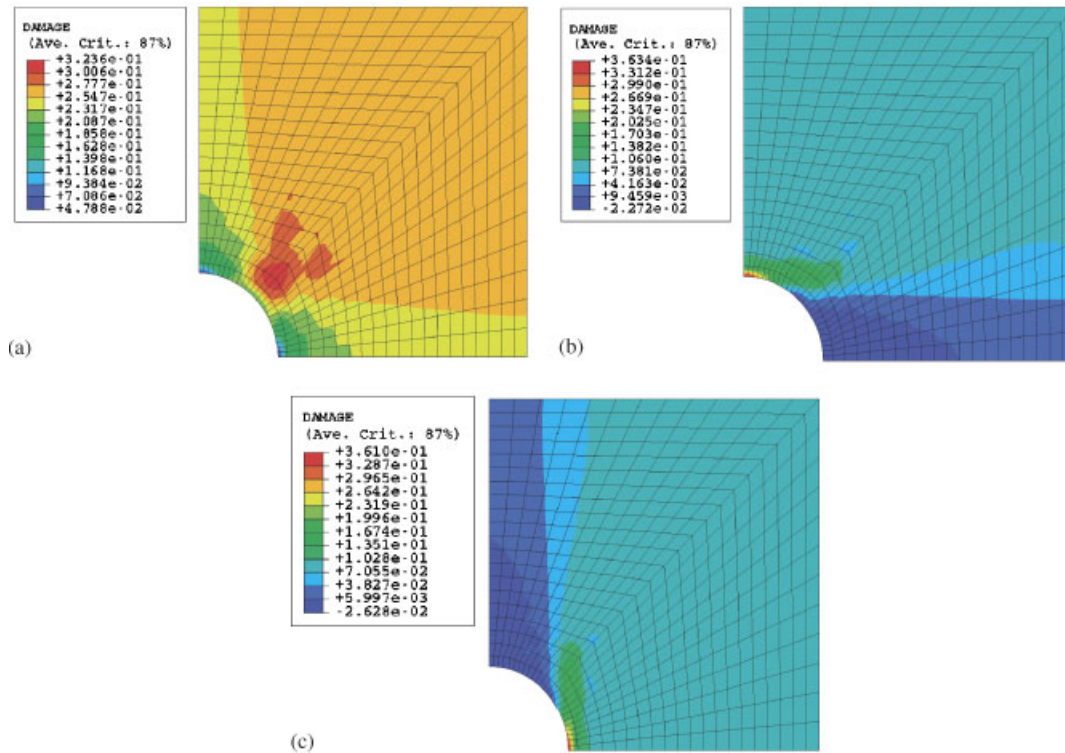 DAMAGE
(Ave. Crit.: 87%)
+3.236e-01
+3.006e-01
+2.777e-01
+2.547e-01
+2.317e-01
+2.087e-01
+1.858e-01
+1.628e-01
+1.398e-01
+1.168e-01
+9.384e-02
+7.086e-02
+4.788e-02
(a)
DAMAGE
(Ave. Crit.: 87%)
+3.634e-01
+3.312e-01
+2.990e-01
+2.669e-01
+2.347e-01
+2.025e-01
+1.703e-01
+1.382e-01
+1.060e-01
+7.381e-02
+4.163e-02
+9.459e-03
-2.272e-02
(b)
DAMAGE
(Ave. Crit.: 87%)
+3.610e-01
+3.287e-01
+2.965e-01
+2.642e-01
+2.319e-01
+1.996e-01
+1.674e-01
+1.351e-01
+1.028e-01
+7.055e-02
+3.827e-02
+5.997e-03
-2.628e-02
(c)